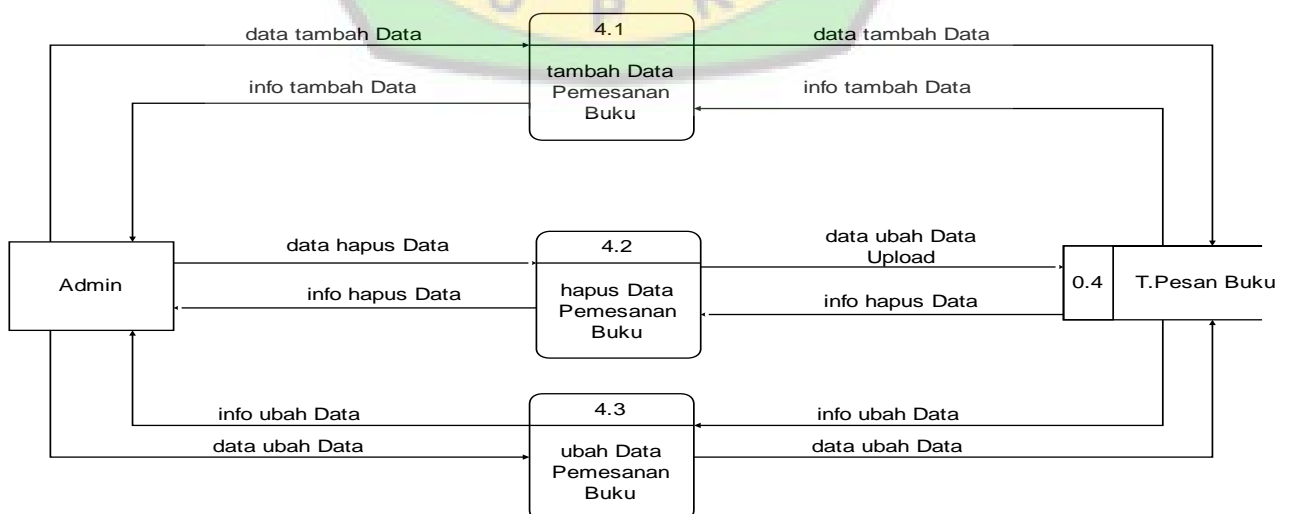 U P K
data tambah Data
4.1
data tambah Data
info tambah Data
tambah Data
Pemesanan
Buku
info tambah Data
data hapus Data
4.2
data ubah Data
Upload
Admin
info hapus Data
hapus Data
Pemesanan
Buku
info hapus Data
0.4
T.Pesan Buku
info ubah Data
4.3
info ubah Data
data ubah Data
ubah Data
Pemesanan
Buku
data ubah Data